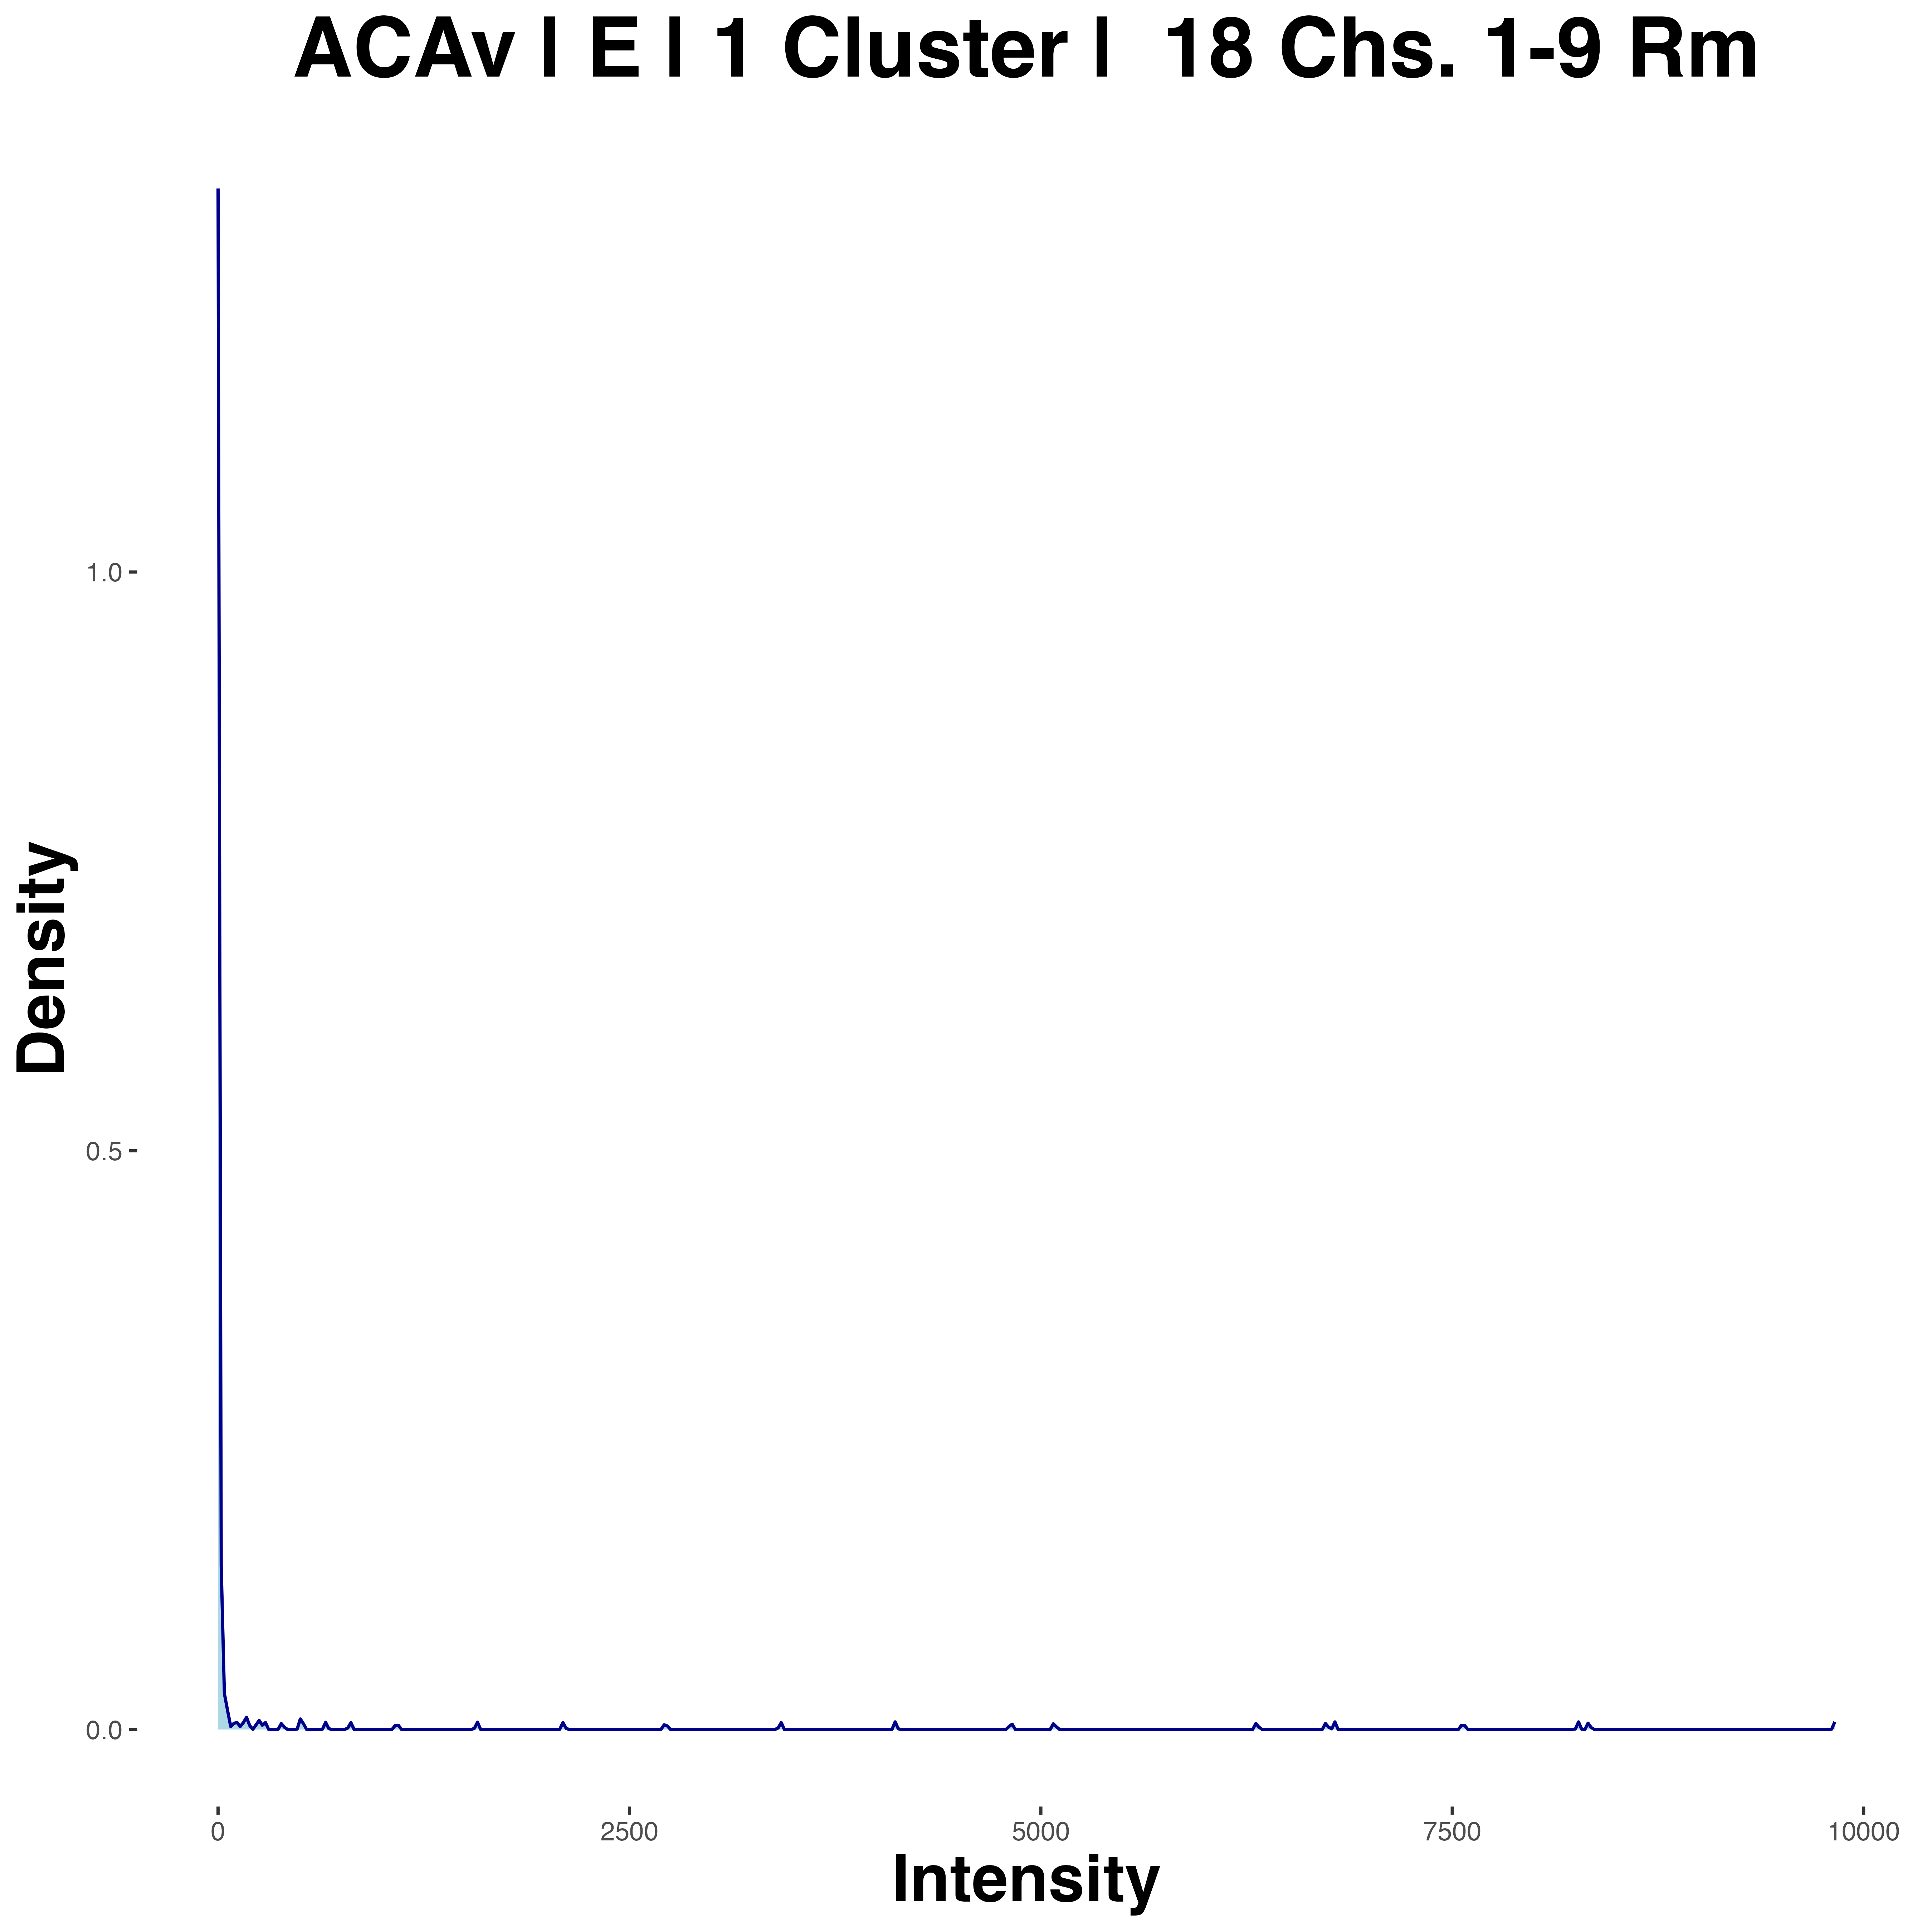 ACAv | E | 1 Cluster |  18 Chs. 1-9 Rm
Density
1.0
0.5
0.0
0
2500
5000
7500
10000
Intensity